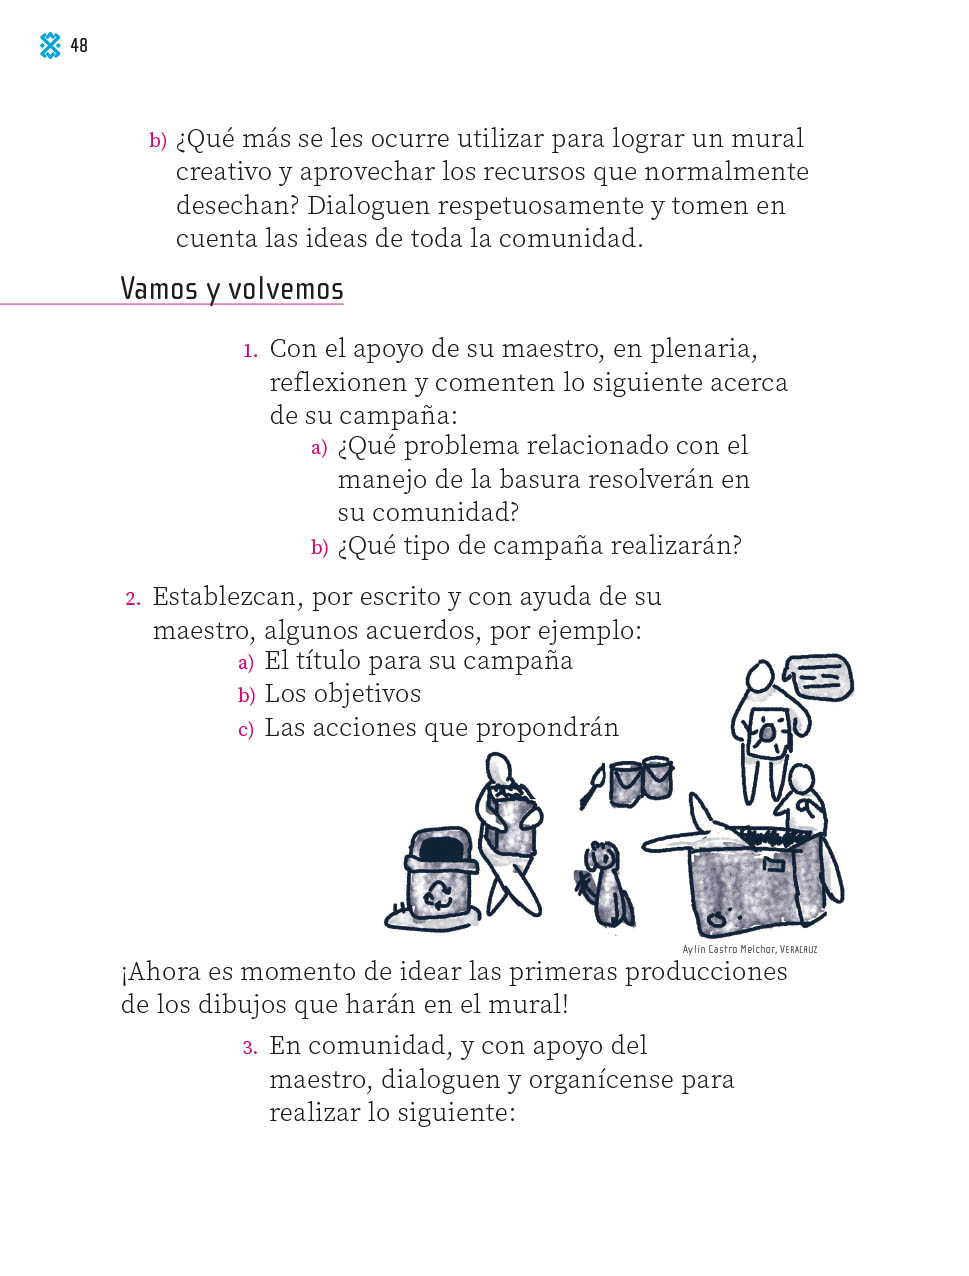 48
b) ¿Qué más se les ocurre utilizar para lograr un mural
creativo y aprovechar los recursos que normalmente
desechan? Dialoguen respetuosamente y tomen en
cuenta las ideas de toda la comunidad.
Vamos y volvemos
1. Con el apoyo de su maestro, en plenaria,
reflexionen y comenten lo siguiente acerca
de su campaña:
a) ¿Qué problema relacionado con el
manejo de la basura resolverán en
su comunidad?
b) ¿Qué tipo de campaña realizarán?
2. Establezcan, por escrito y con ayuda de su
maestro, algunos acuerdos, por ejemplo:
a) El título para su campaña
b) Los objetivos
c) Las acciones que propondrán
Aylin Castro Melchor, VERACRUZ
¡Ahora es momento de idear las primeras producciones
de los dibujos que harán en el mural!
3. En comunidad, y con apoyo del
maestro, dialoguen y organícense para
realizar lo siguiente: